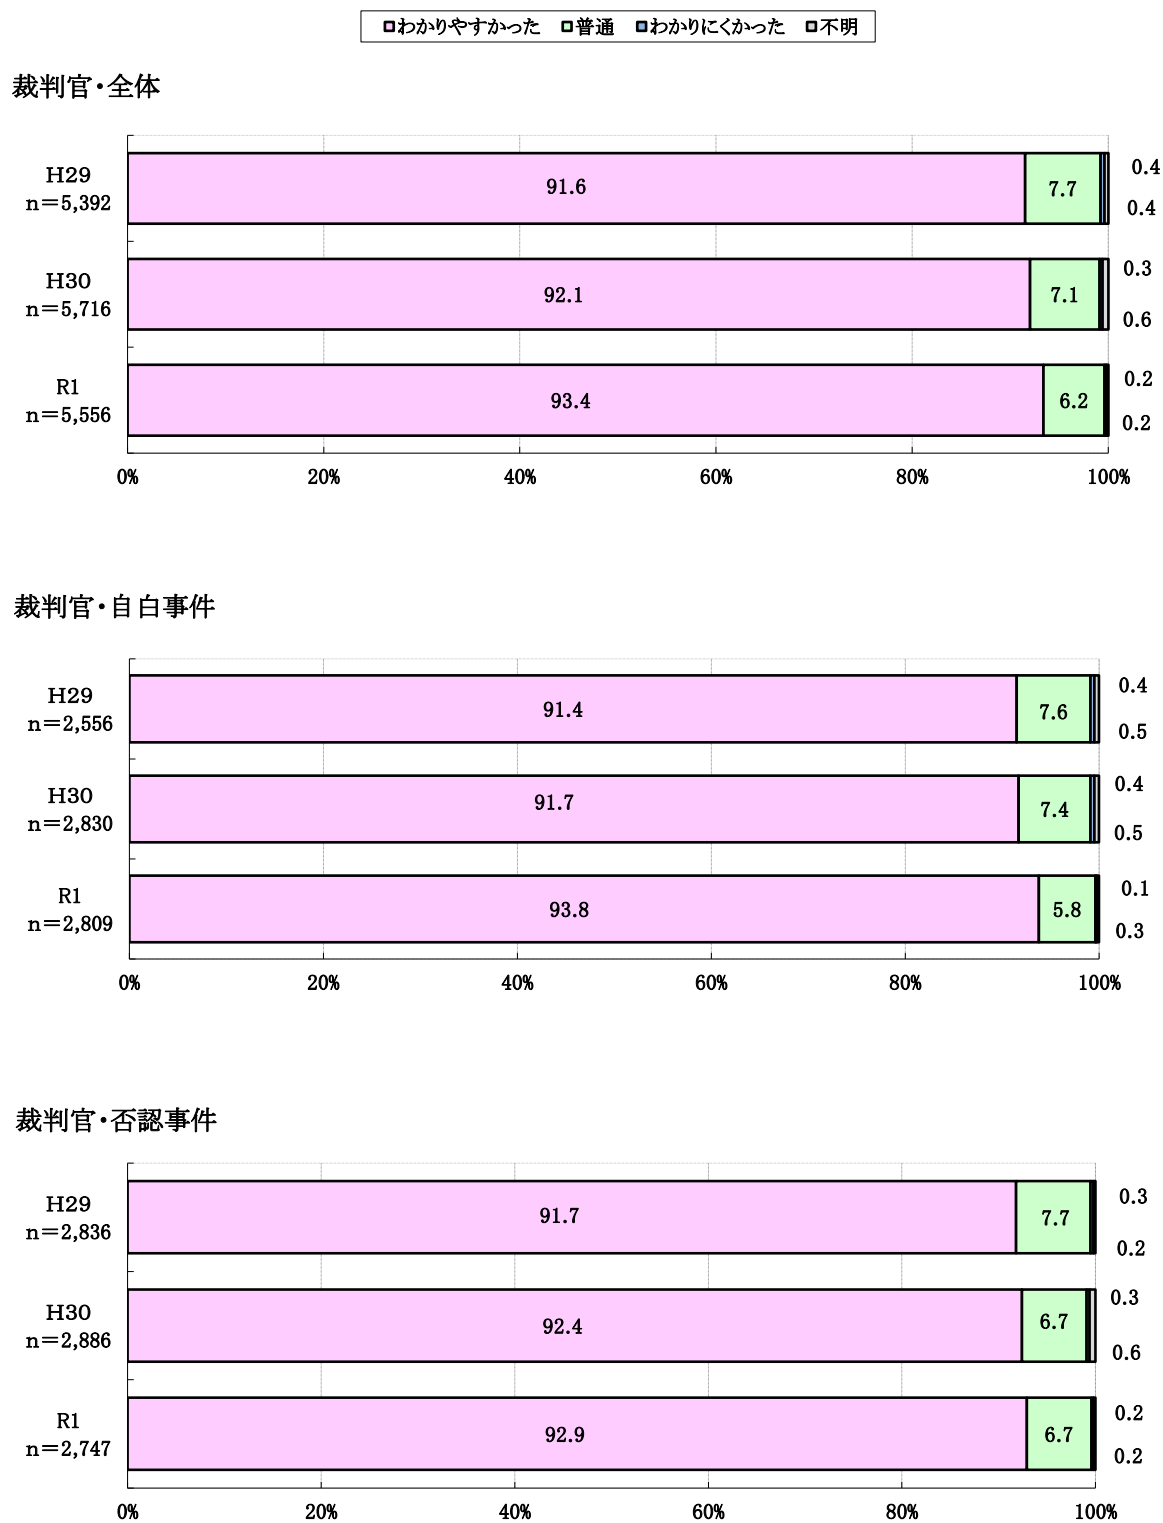 わかりやすかった 普通 わかりにくかった 不明
裁判官・全体
H29
n＝5,392
91.6 7.7 0.4
0.4
H30
n＝5,716
92.1 7.1 0.3
0.6
R1
n＝5,556
93.4 6.2 0.2
0.2
0% 20% 40% 60% 80% 100%
裁判官・自白事件
H29
n＝2,556
91.4 7.6 0.4
0.5
H30
n＝2,830
91.7 7.4 0.4
0.5
R1
n＝2,809
93.8 5.8 0.1
0.3
0% 20% 40% 60% 80% 100%
裁判官・否認事件
H29
n＝2,836
91.7 7.7 0.3
0.2
H30
n＝2,886
92.4 6.7 0.3
0.6
R1
n＝2,747
92.9 6.7 0.2
0.2
0% 20% 40% 60% 80% 100%